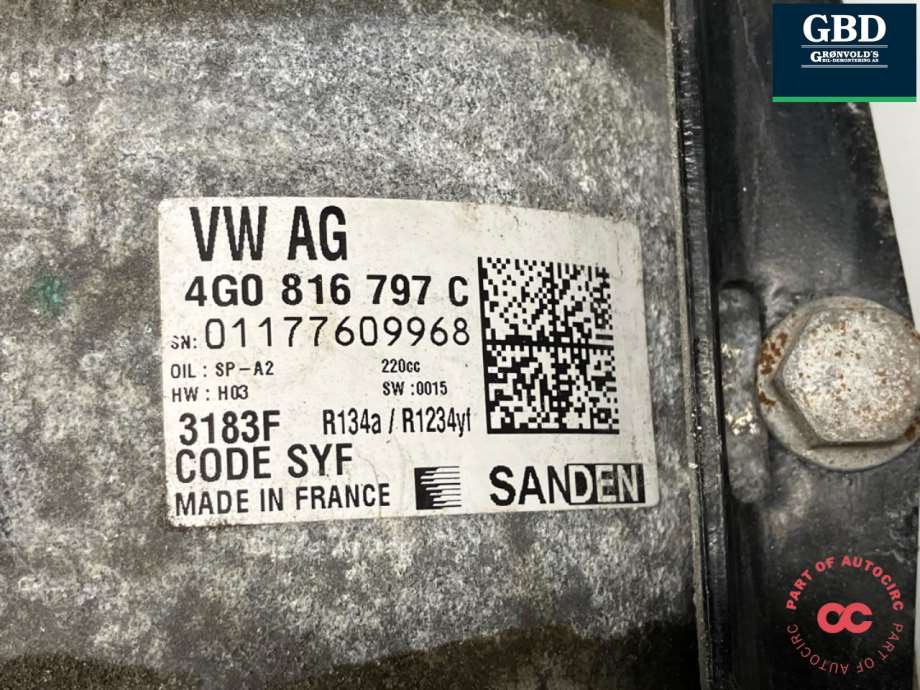 GBD
GRØNVOLD'S
BIL-DEMONTERING AS
VW AG
4G0 816 797 C
SN: 01177609968
OIL : SP-A2 220cc
HW : H03 SW :0015
3183F R134a / R1234yf
CODE SYF
MADE IN FRANCE SANDEN
PART OF AUTOCIRC PART OF AUTOCIRC